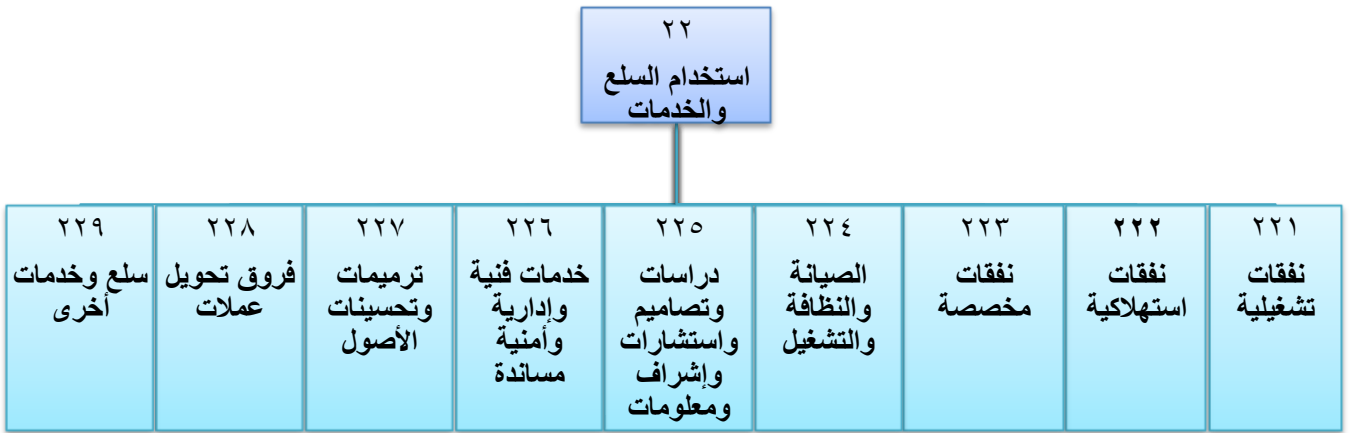 ٢٢
استخدام السلع
والخدمات
٢٢١
نفقات
تشغيلية
٢٢٢
نفقات
استهلاكية
٢٢٣
نفقات
مخصصة
٢٢٤
الصيانة
والنظافة
والتشغيل
٢٢٥
دراسات
وتصاميم
واستشارات
وإشراف
ومعلومات
٢٢٦
خدمات فنية
وإدارية
وأمنية
مساندة
٢٢٧
ترميمات
وتحسينات
الأصول
٢٢٨
فروق تحويل
عملات
٢٢٩
سلع وخدمات
أخرى